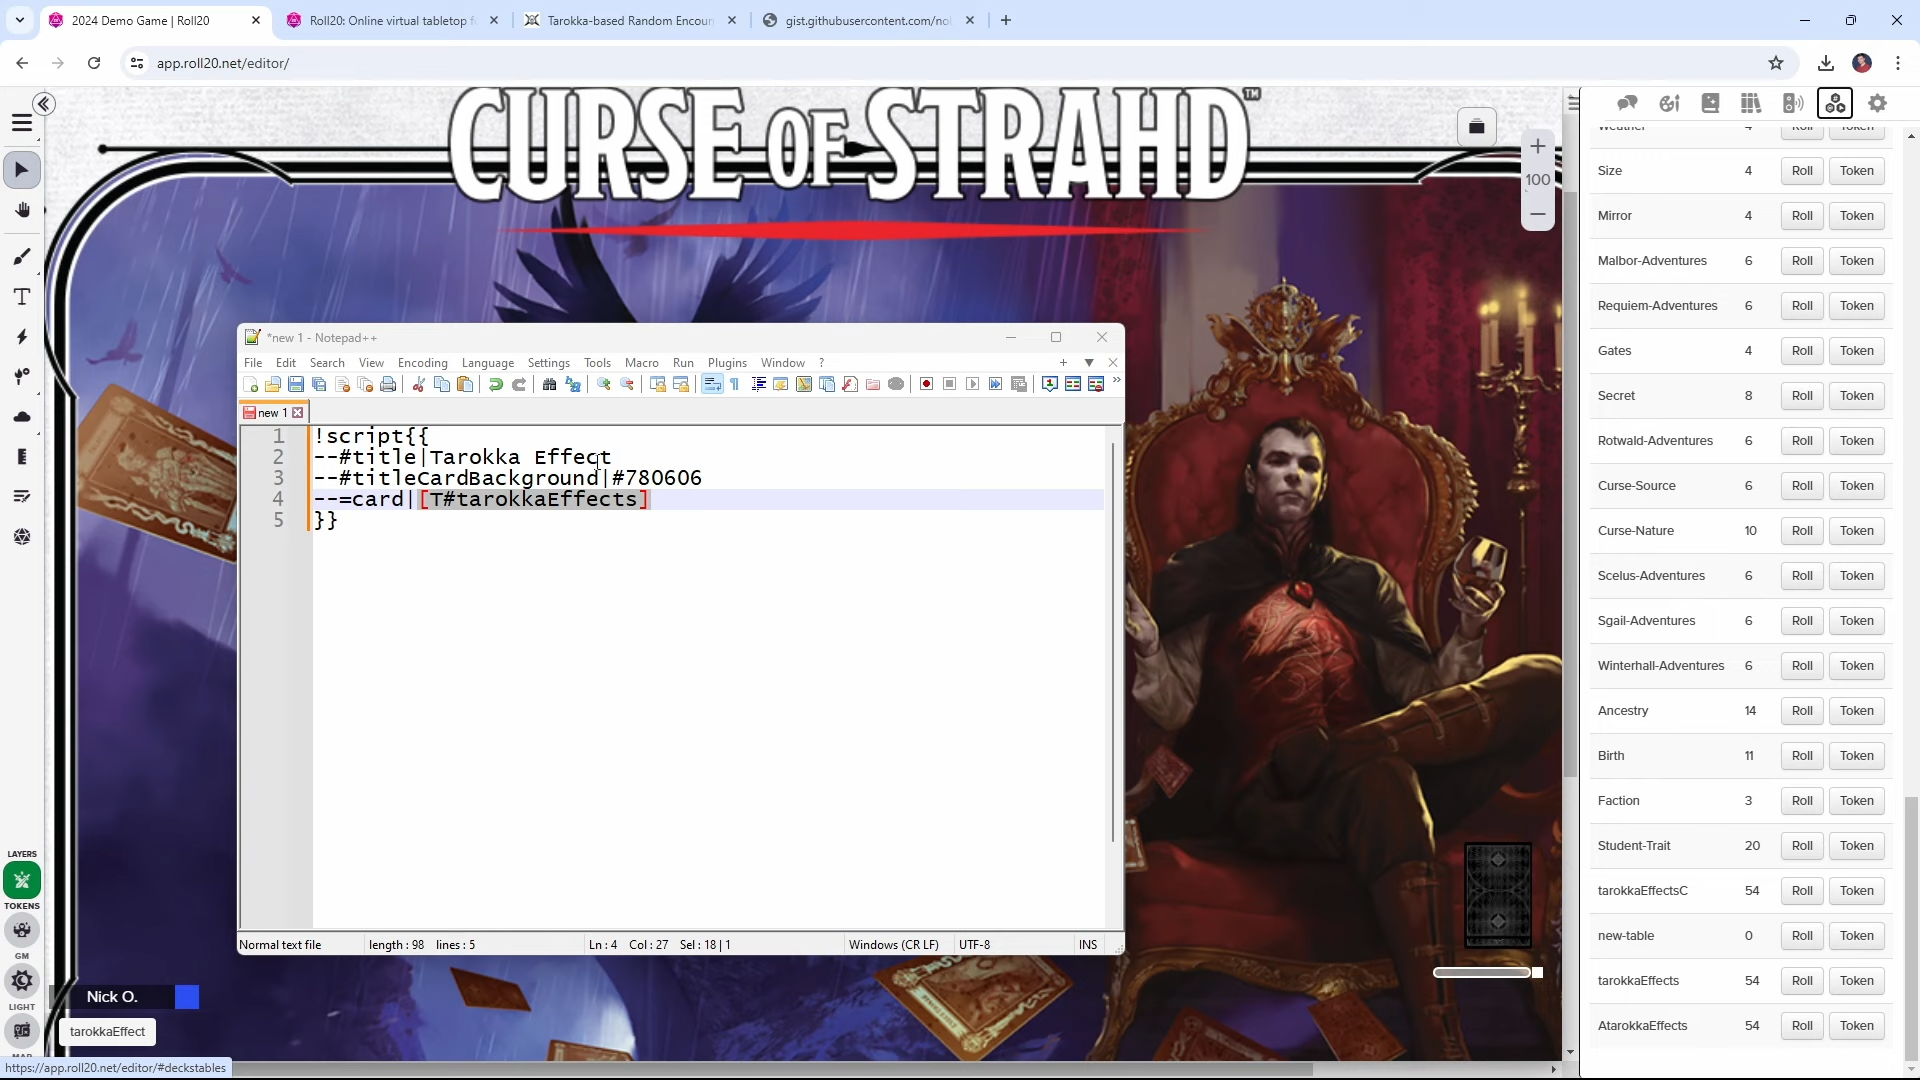 2024 Demo Game | Roll20
Roll20: Online virtual tabletop f
Tarokka-based Random Encoun
gist.githubusercontent.com/no
app.roll20.net/editor/
CURSE OF STRAHD™
100
*new 1 - Notepad++
File Edit Search View Encoding Language Settings Tools Macro Run Plugins Window ?
new 1
1 !script{{
2 --#title|Tarokka Effect
3 --#titleCardBackground|#780606
4 --=card|[T#tarokkaEffects]
5 }}
Normal text file length : 98 lines : 5 Ln : 4 Col : 27 Sel : 18 | 1 Windows (CR LF) UTF-8 INS
LAYERS
TOKENS
GM
LIGHT
MAP
Nick O.
tarokkaEffect
https://app.roll20.net/editor/#deckstables
Weather 4 Roll Token
Size 4 Roll Token
Mirror 4 Roll Token
Malbor-Adventures 6 Roll Token
Requiem-Adventures 6 Roll Token
Gates 4 Roll Token
Secret 8 Roll Token
Rotwald-Adventures 6 Roll Token
Curse-Source 6 Roll Token
Curse-Nature 10 Roll Token
Scelus-Adventures 6 Roll Token
Sgail-Adventures 6 Roll Token
Winterhall-Adventures 6 Roll Token
Ancestry 14 Roll Token
Birth 11 Roll Token
Faction 3 Roll Token
Student-Trait 20 Roll Token
tarokkaEffectsC 54 Roll Token
new-table 0 Roll Token
tarokkaEffects 54 Roll Token
AtarokkaEffects 54 Roll Token